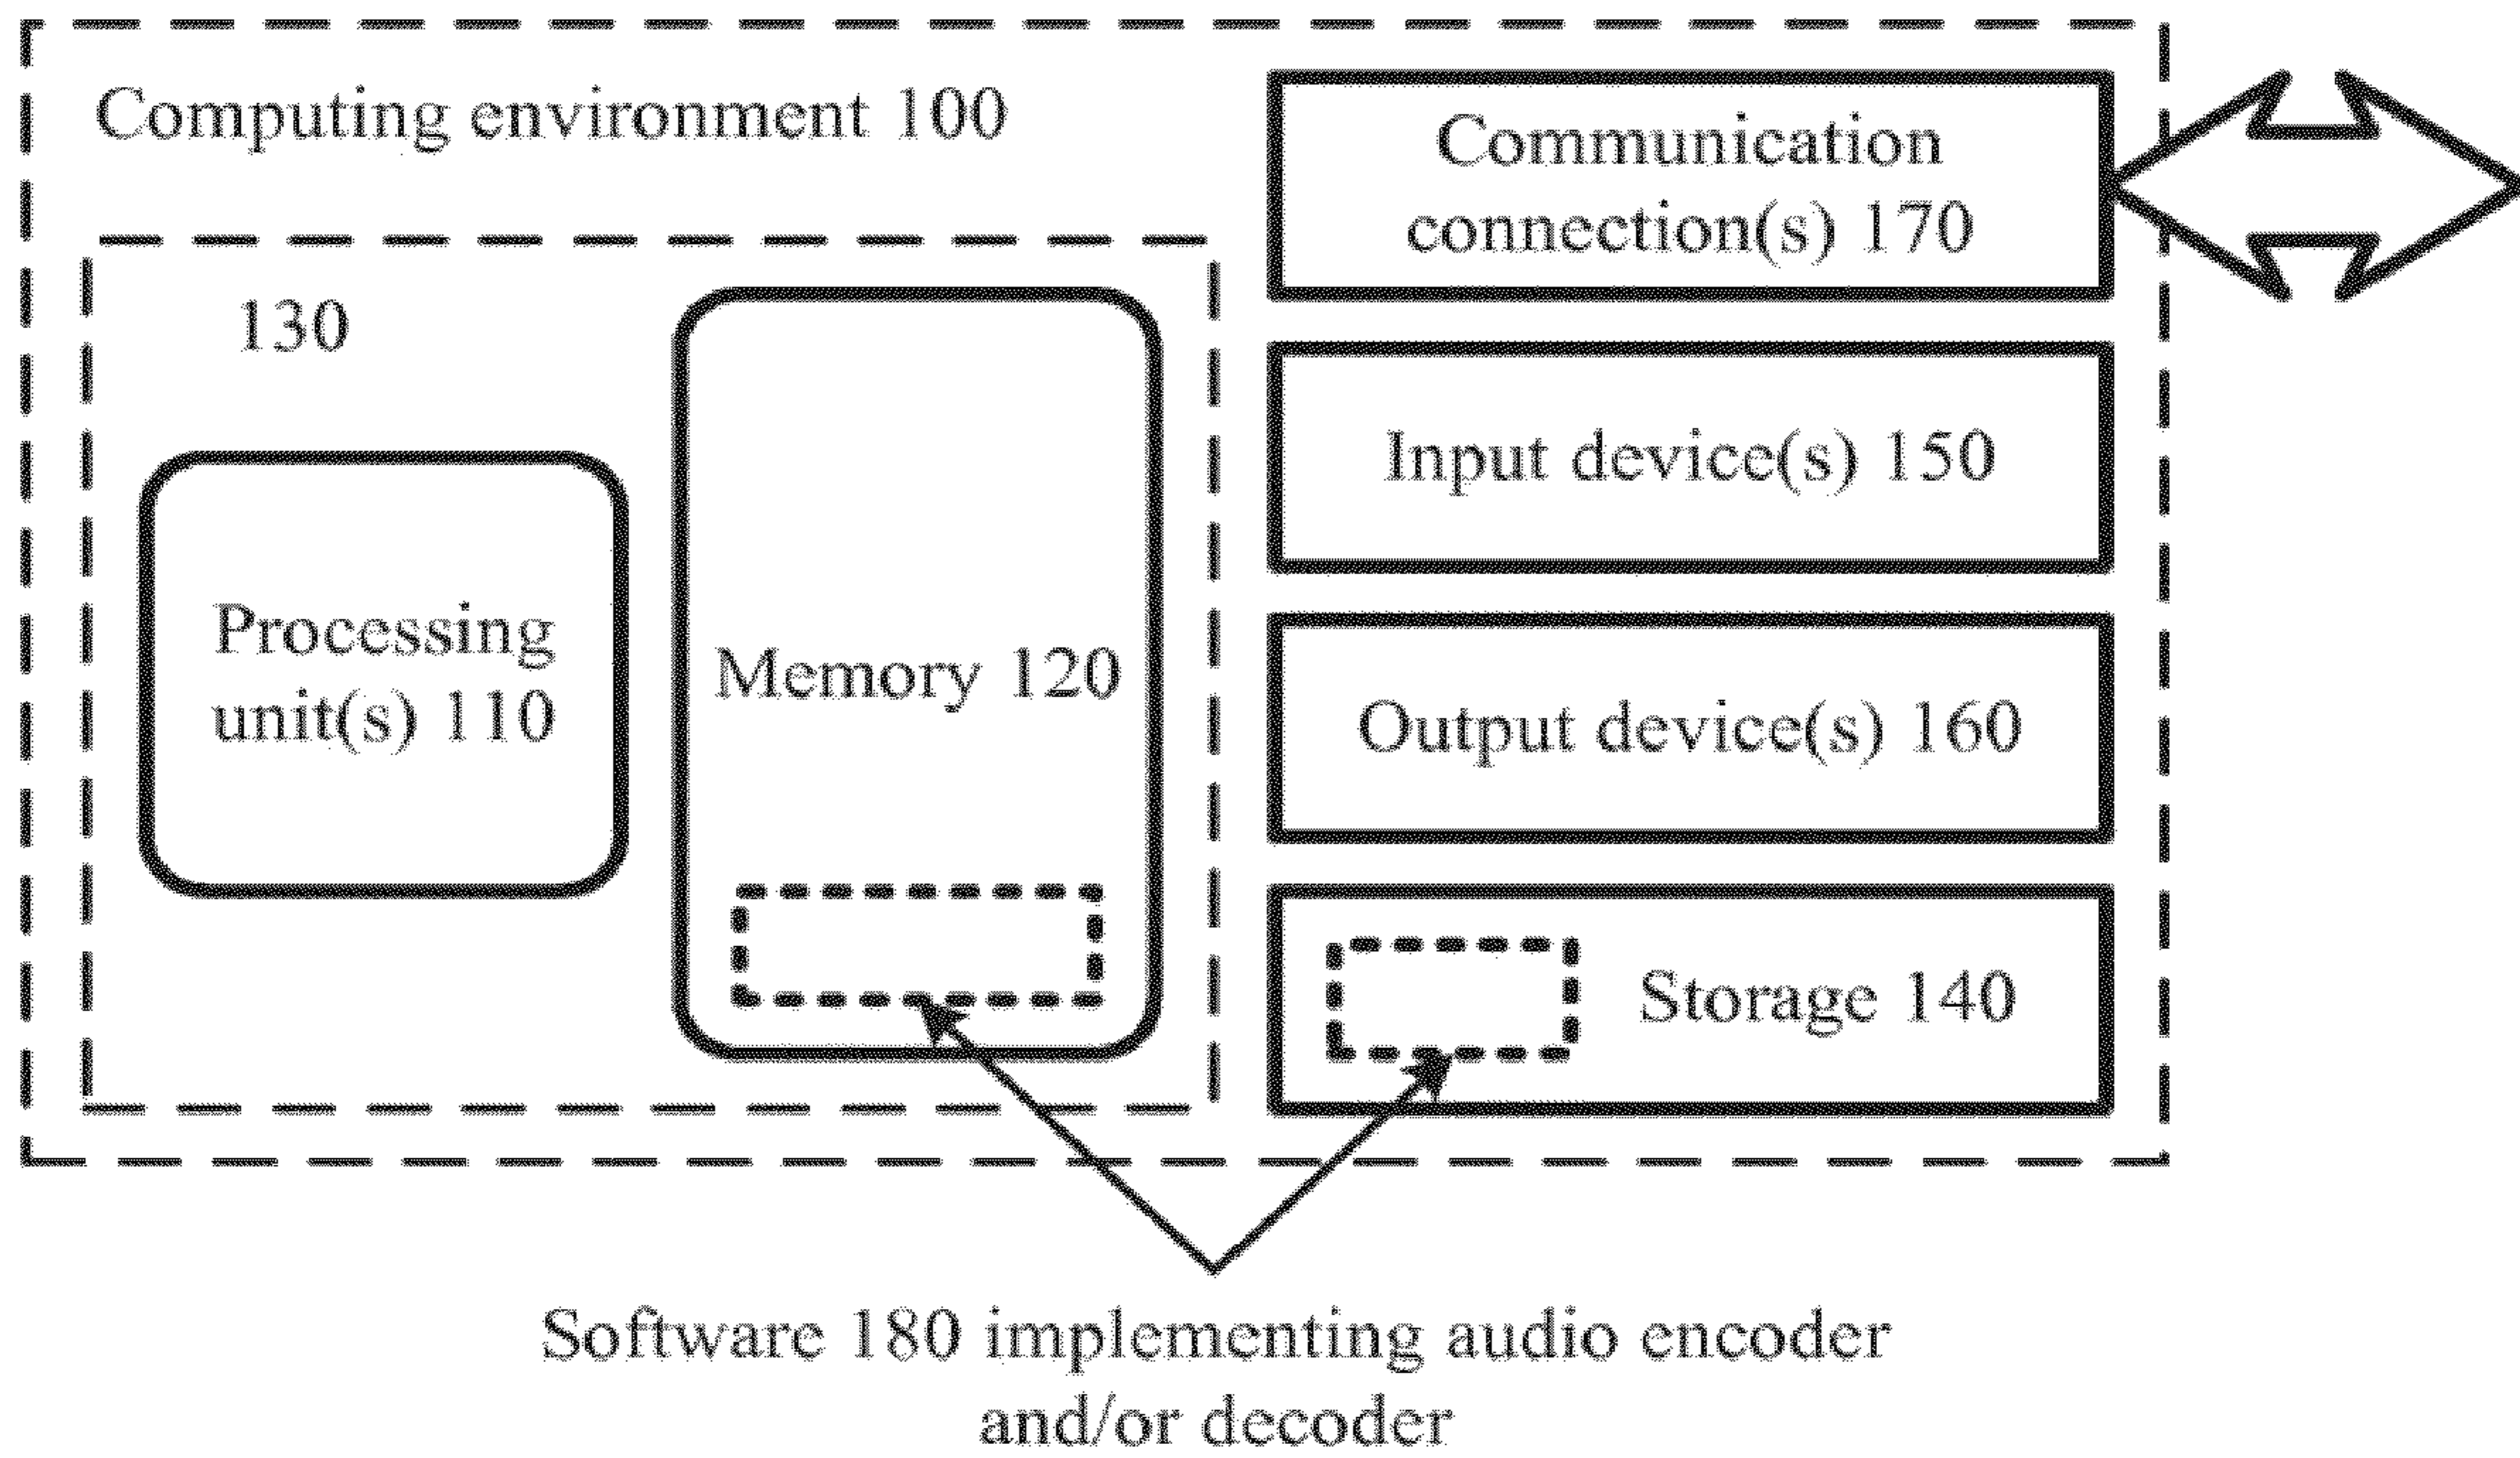 Computing environment 100
130
Processing
unit(s) 110
Memory 120
Communication
connection(s) 170
Input device(s) 150
Output device(s) 160
Storage 140
Software 180 implementing audio encoder
and/or decoder